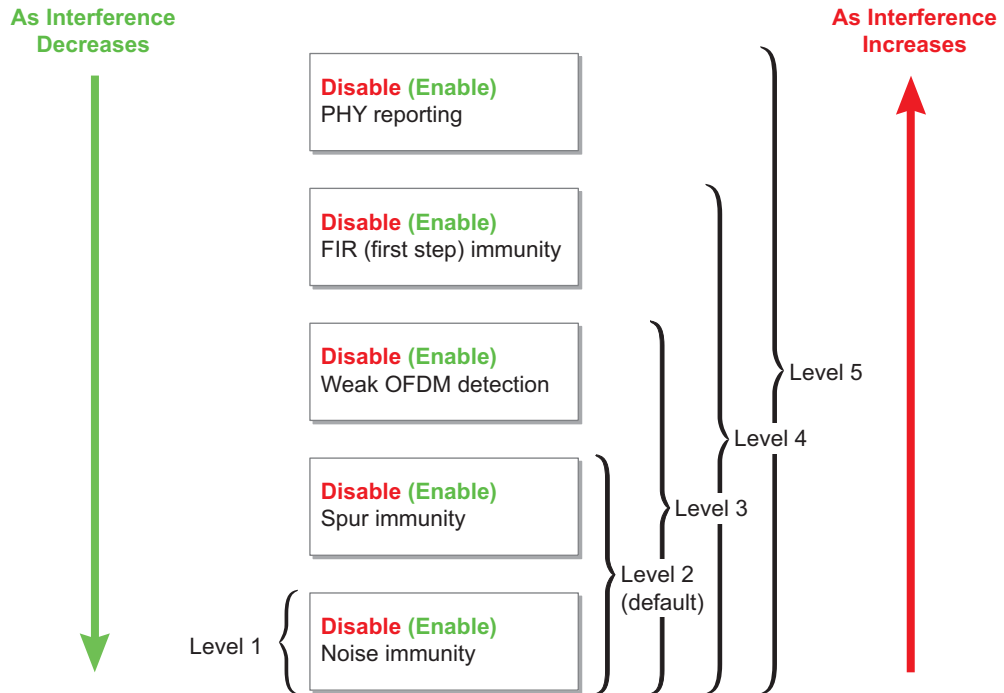 As Interference
Decreases
As Interference
Increases
Disable (Enable)
PHY reporting
Disable (Enable)
FIR (first step) immunity
Disable (Enable)
Weak OFDM detection
Level 5
Level 4
Disable (Enable)
Spur immunity
Level 3
Level 2
(default)
Level 1
Disable (Enable)
Noise immunity